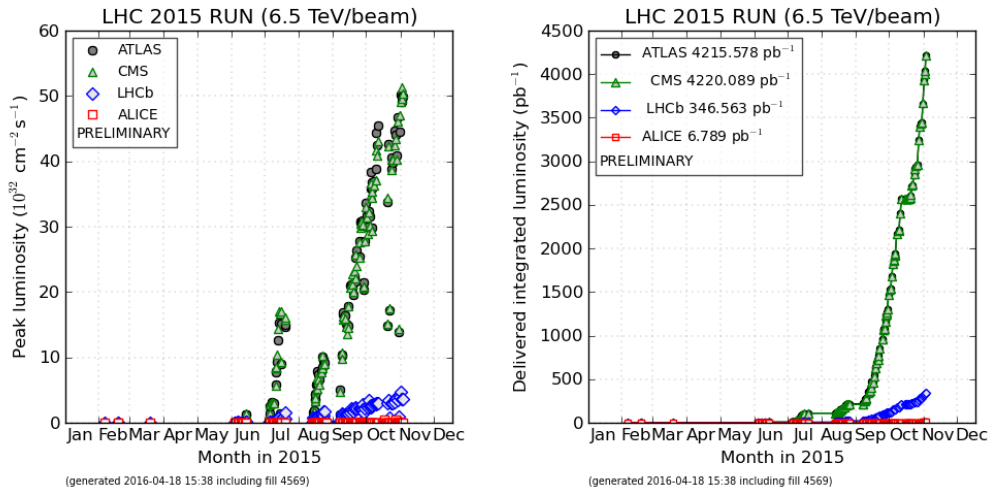 LHC 2015 RUN (6.5 TeV/beam)
60
50
40
30
20
10
0
Peak luminosity (10^32 cm^−2 s^−1)
ATLAS
CMS
LHCb
ALICE
PRELIMINARY
Jan Feb Mar Apr May Jun Jul Aug Sep Oct Nov Dec
Month in 2015
(generated 2016-04-18 15:38 including fill 4569)
LHC 2015 RUN (6.5 TeV/beam)
4500
4000
3500
3000
2500
2000
1500
1000
500
0
Delivered integrated luminosity (pb^−1)
ATLAS 4215.578 pb^−1
CMS 4220.089 pb^−1
LHCb 346.563 pb^−1
ALICE 6.789 pb^−1
PRELIMINARY
Jan Feb Mar Apr May Jun Jul Aug Sep Oct Nov Dec
Month in 2015
(generated 2016-04-18 15:38 including fill 4569)